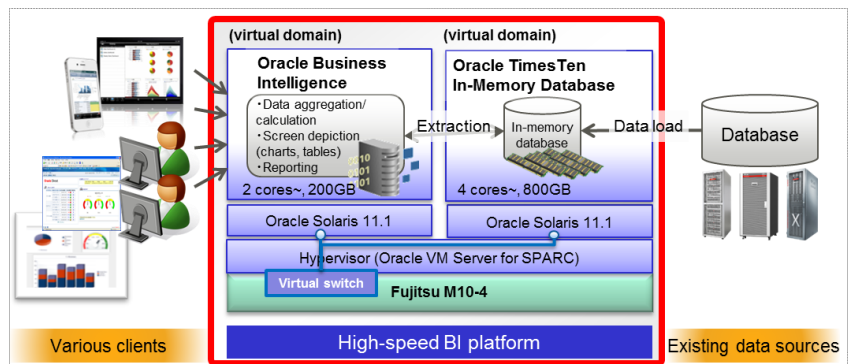 (virtual domain)
(virtual domain)
Oracle Business
Intelligence
・Data aggregation/
calculation
・Screen depiction
(charts, tables)
・Reporting
2 cores~, 200GB
Oracle TimesTen
In-Memory Database
Extraction
In-memory
database
4 cores~, 800GB
Data load
Database
Oracle Solaris 11.1
Oracle Solaris 11.1
Hypervisor (Oracle VM Server for SPARC)
Virtual switch
Fujitsu M10-4
Various clients
High-speed BI platform
Existing data sources